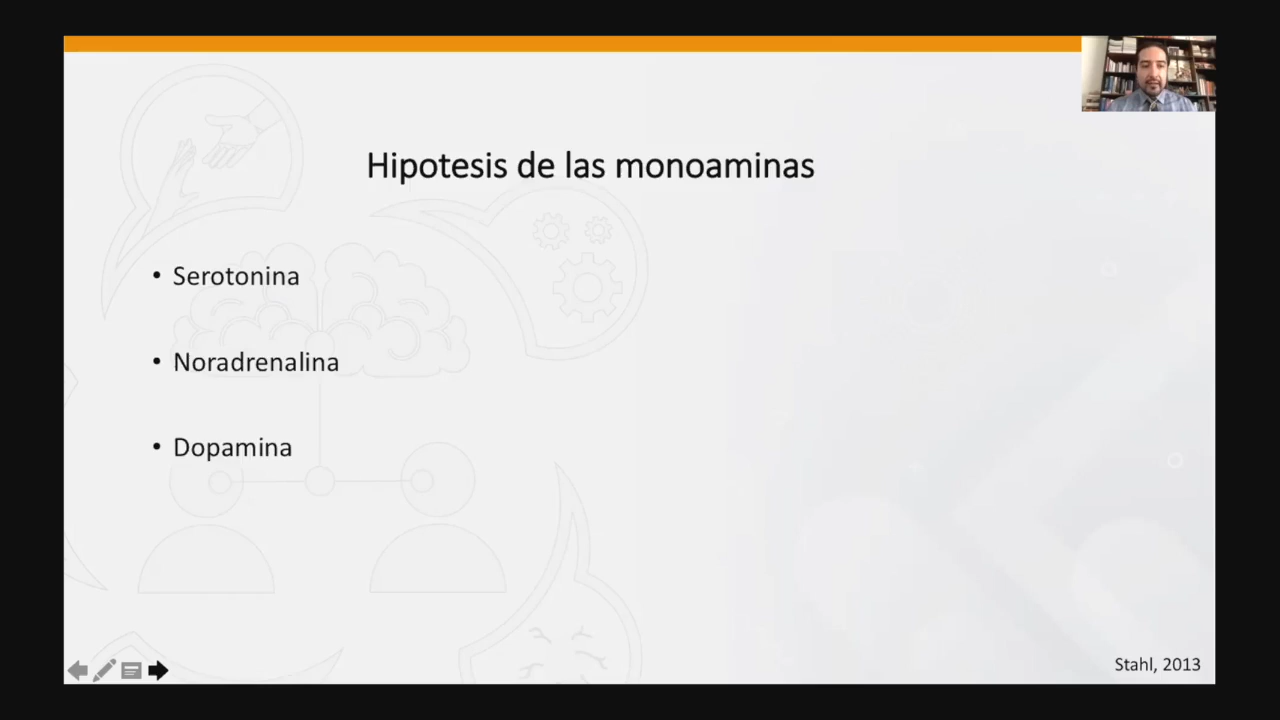 Hipotesis de las monoaminas
• Serotonina
• Noradrenalina
• Dopamina
Stahl, 2013